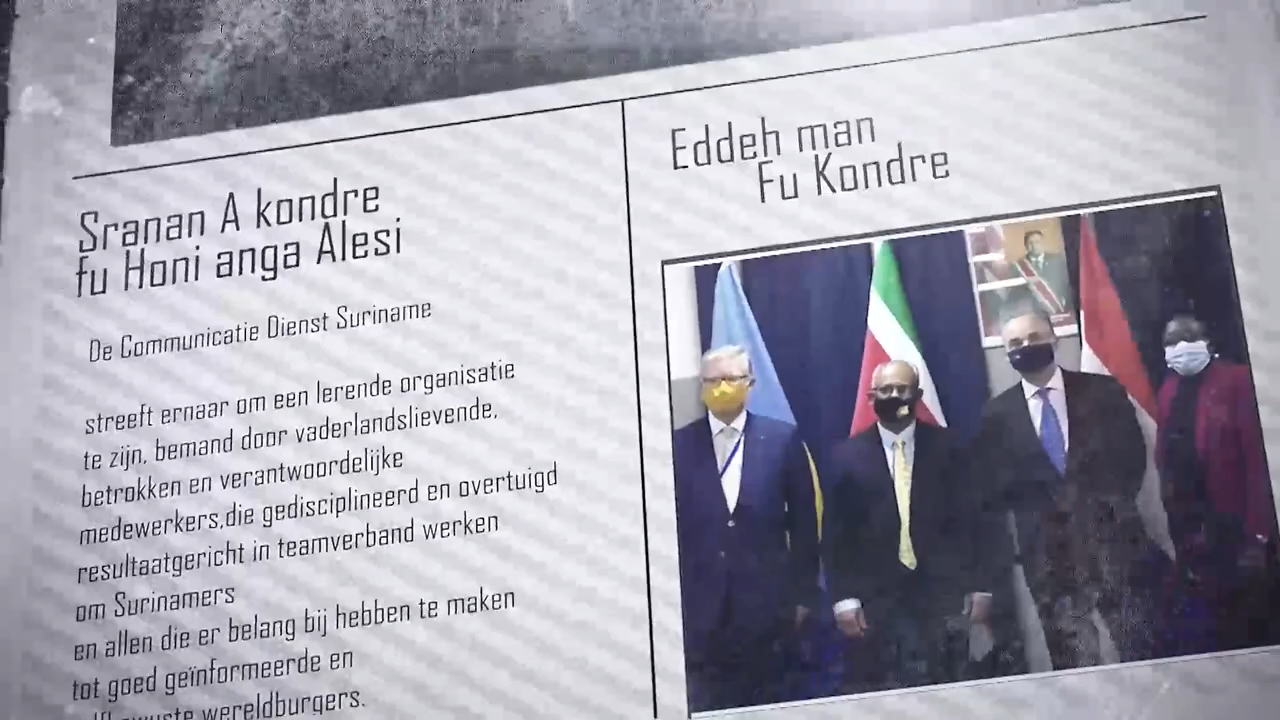 Sranan A kondre
fu Honi anga Alesi
De Communicatie Dienst Suriname
streeft ernaar om een lerende organisatie
te zijn, bemand door vaderlandslievende,
betrokken en verantwoordelijke
medewerkers,die gedisciplineerd en overtuigd
resultaatgericht in teamverband werken
om Surinamers
en allen die er belang bij hebben te maken
tot goed geïnformeerde en
wereldburgers.
Eddeh man
Fu Kondre